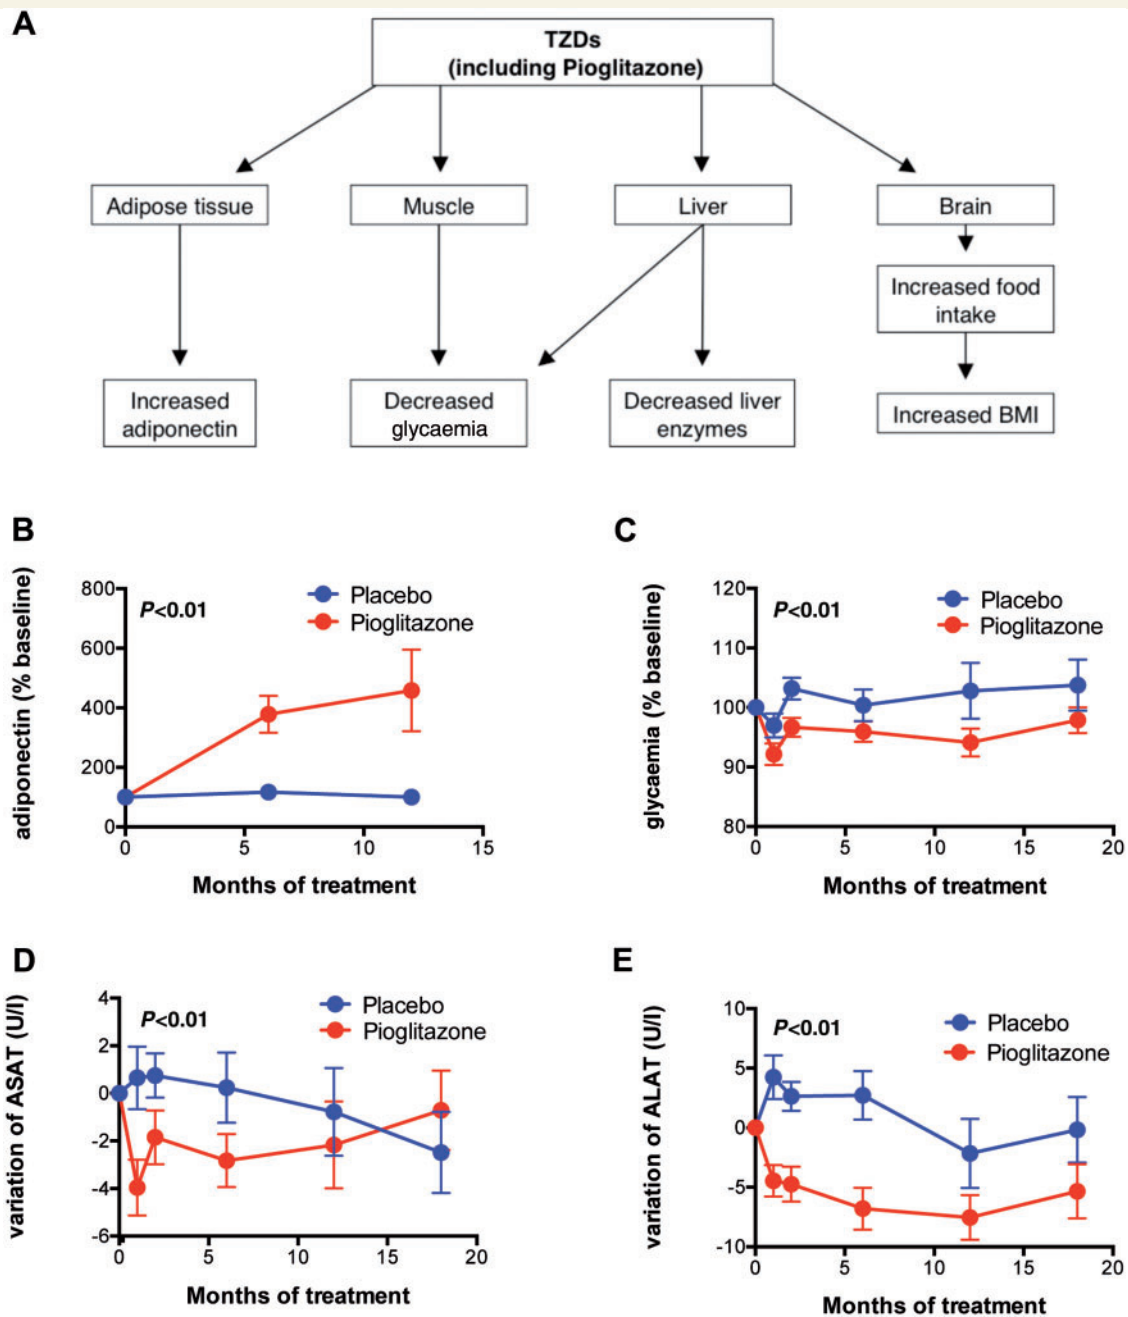 A
TZDs
(including Pioglitazone)
Adipose tissue
Muscle
Liver
Brain
Increased food
intake
Increased
adiponectin
Decreased
glycaemia
Decreased liver
enzymes
Increased BMI
B
adiponectin (% baseline)
800
600
400
200
0
P<0.01
Placebo
Pioglitazone
0 5 10 15
Months of treatment
C
glycaemia (% baseline)
120
110
100
90
80
P<0.01
Placebo
Pioglitazone
0 5 10 15 20
Months of treatment
D
variation of ASAT (U/l)
4
2
0
-2
-4
-6
P<0.01
Placebo
Pioglitazone
0 5 10 15 20
Months of treatment
E
variation of ALAT (U/l)
10
5
0
-5
-10
P<0.01
Placebo
Pioglitazone
0 5 10 15 20
Months of treatment